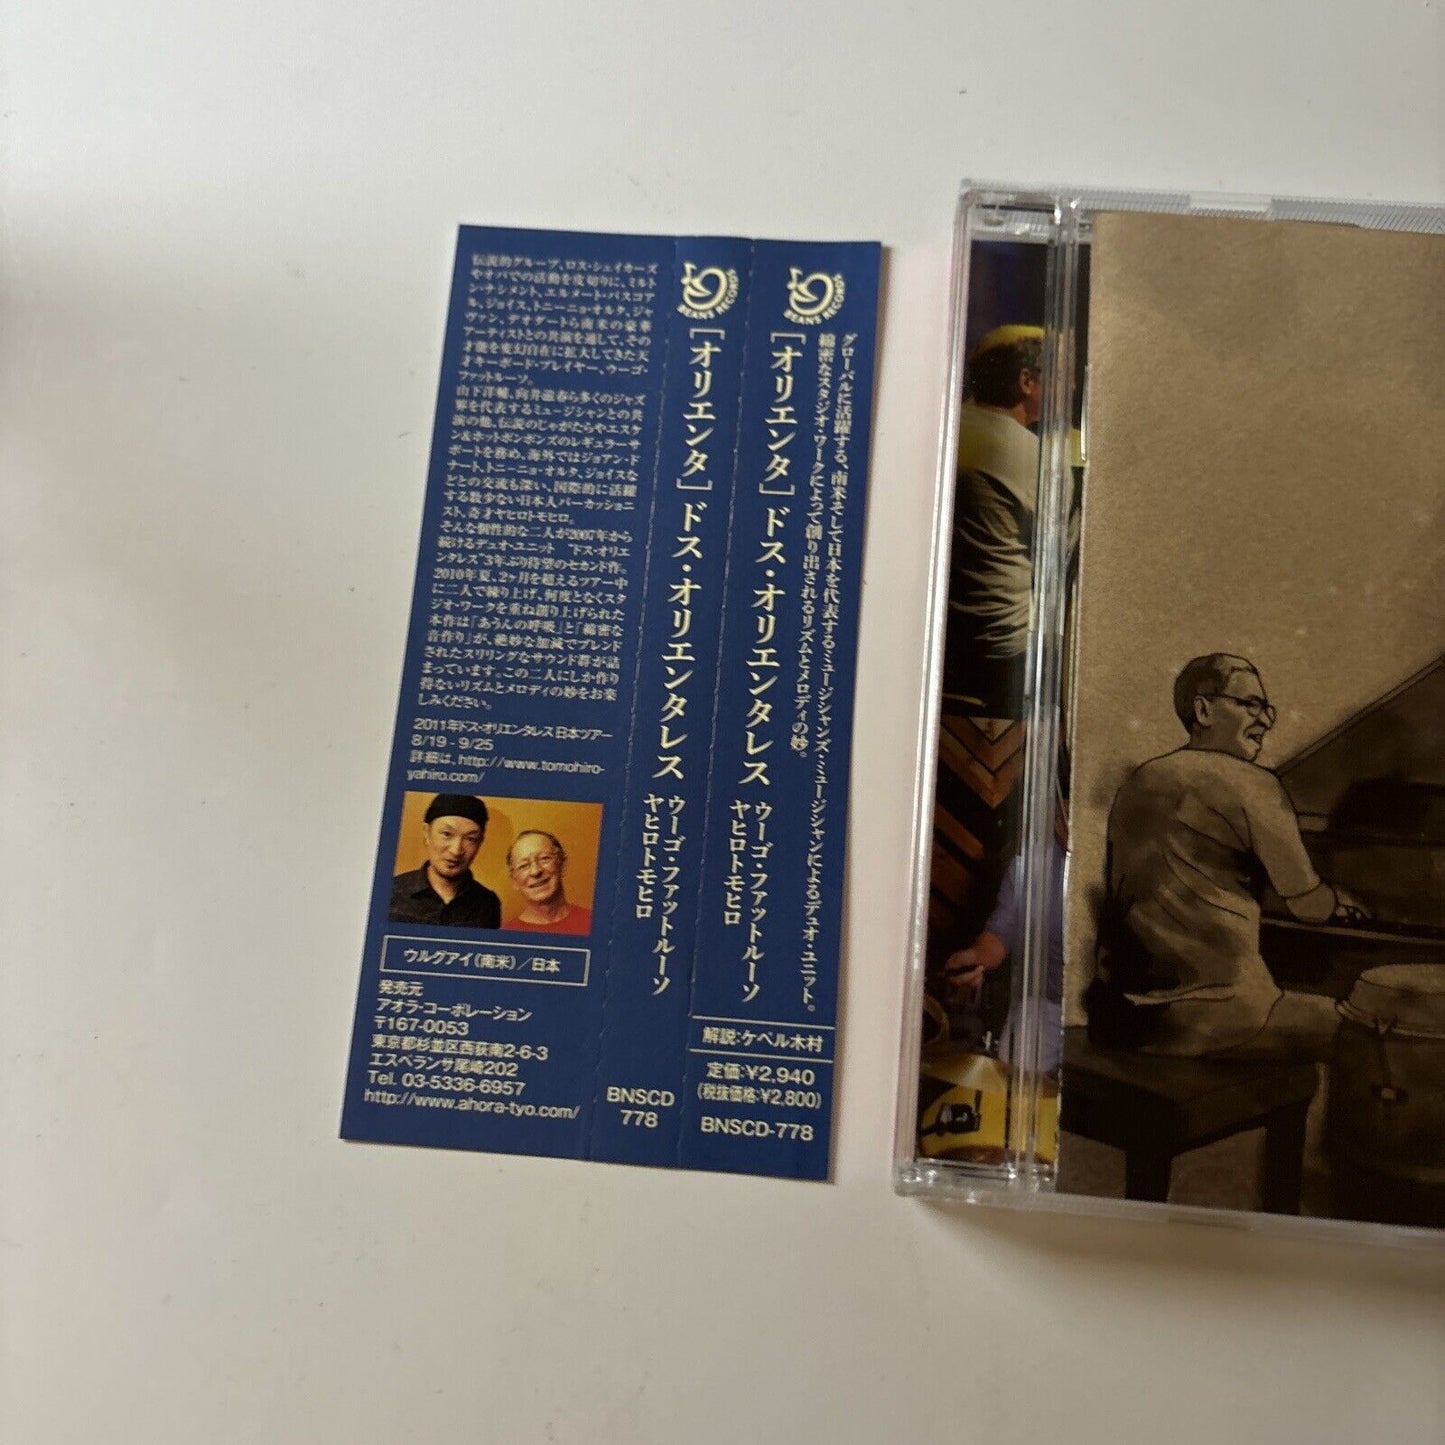 伝説的グループ、ロス・シェイカーズ
やオパでの活動を皮切りに、ミルト
ン・ナシメント、エルメート・パスコア
ル、ジョイス、トニーニョ・オルタ、ジャ
ヴァン、デオダートら南米の豪華
アーティストとの共演を通して、その
才能を変幻自在に拡大してきた天
才キーボード・プレイヤー、ウーゴ・
ファットルーソ。
山下洋輔、向井滋春ら多くのジャズ
界を代表するミュージシャンとの共
演の他、伝説のじゃがたらやエスケ
ン&ホットボンボンズのレギュラーサ
ポートを務め、海外ではジョアン・ド
ナート、トニーニョ・オルタ、ジョイスな
どとの交流も深い、国際的に活躍
する数少ない日本人パーカッショニ
スト、奇才ヤヒロトモヒロ。
そんな個性的な二人が2007年から
続けるデュオ・ユニット ドス・オリエ
ンタレス"3年ぶり待望のセカンド作。
2010年夏、2ヶ月を超えるツアー中
に二人で練り上げ、何度となくスタ
ジオ・ワークを重ね創り上げられた
本作は「あうんの呼吸」と「綿密な
音作り」が、絶妙な加減でブレンド
されたスリリングなサウンド群が詰
まっています。この二人にしか作り
得ないリズムとメロディの妙をお楽
しみください。
2011年ドス・オリエンタレス 日本ツアー
8/19 - 9/25
詳細は、http://www.tomohiro-
yahiro.com/
ウルグアイ(南米)/日本
発売元
アオラ・コーポレーション
〒167-0053
東京都杉並区西荻南2-6-3
エスペランサ尾崎202
Tel. 03-5336-6957
http://www.ahora-tyo.com/
BEANS RECORDS
[オリエンタ] ドス・オリエンタレス
ウーゴ・ファットルーソ
ヤヒロトモヒロ
BNSCD
778
BEANS RECORDS
グローバルに活躍する、南米そして日本を代表するミュージシャンズ・ミュージシャンによるデュオ・ユニット。
綿密なスタジオ・ワークによって創り出されるリズムとメロディの妙。
[オリエンタ] ドス・オリエンタレス
ウーゴ・ファットルーソ
ヤヒロトモヒロ
解説:ケペル木村
定価:¥2,940
(税抜価格:¥2,800)
BNSCD-778